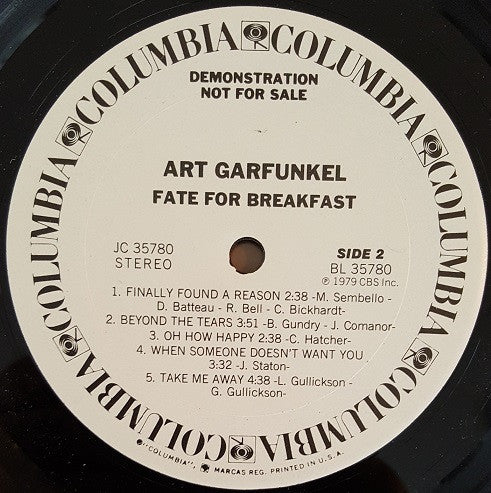 COLUMBIA COLUMBIA COLUMBIA COLUMBIA COLUMBIA COLUMBIA COLUMBIA
DEMONSTRATION
NOT FOR SALE
ART GARFUNKEL
FATE FOR BREAKFAST
JC 35780
STEREO
SIDE 2
BL 35780
℗ 1979 CBS Inc.
1. FINALLY FOUND A REASON 2:38 -M. Sembello -
D. Batteau - R. Bell - C. Bickhardt-
2. BEYOND THE TEARS 3:51 -B. Gundry - J. Comanor-
3. OH HOW HAPPY 2:38 -C. Hatcher-
4. WHEN SOMEONE DOESN'T WANT YOU
3:32 -J. Staton-
5. TAKE ME AWAY 4:38 -L. Gullickson -
G. Gullickson-
"COLUMBIA", MARCAS REG. PRINTED IN U.S.A.